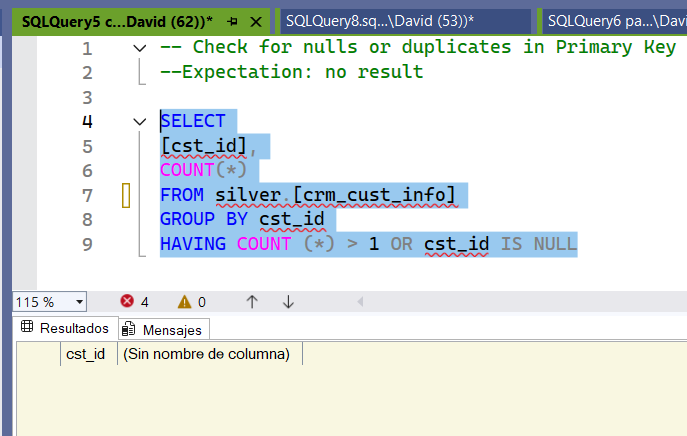 SQLQuery5 c...David (62))*
SQLQuery8.sq...\David (53))*
SQLQuery6 pa...\Davi
1 -- Check for nulls or duplicates in Primary Key
2 --Expectation: no result
3
4 SELECT
5 [cst_id],
6 COUNT(*)
7 FROM silver.[crm_cust_info]
8 GROUP BY cst_id
9 HAVING COUNT (*) > 1 OR cst_id IS NULL
115 % 4 0
Resultados Mensajes
cst_id (Sin nombre de columna)